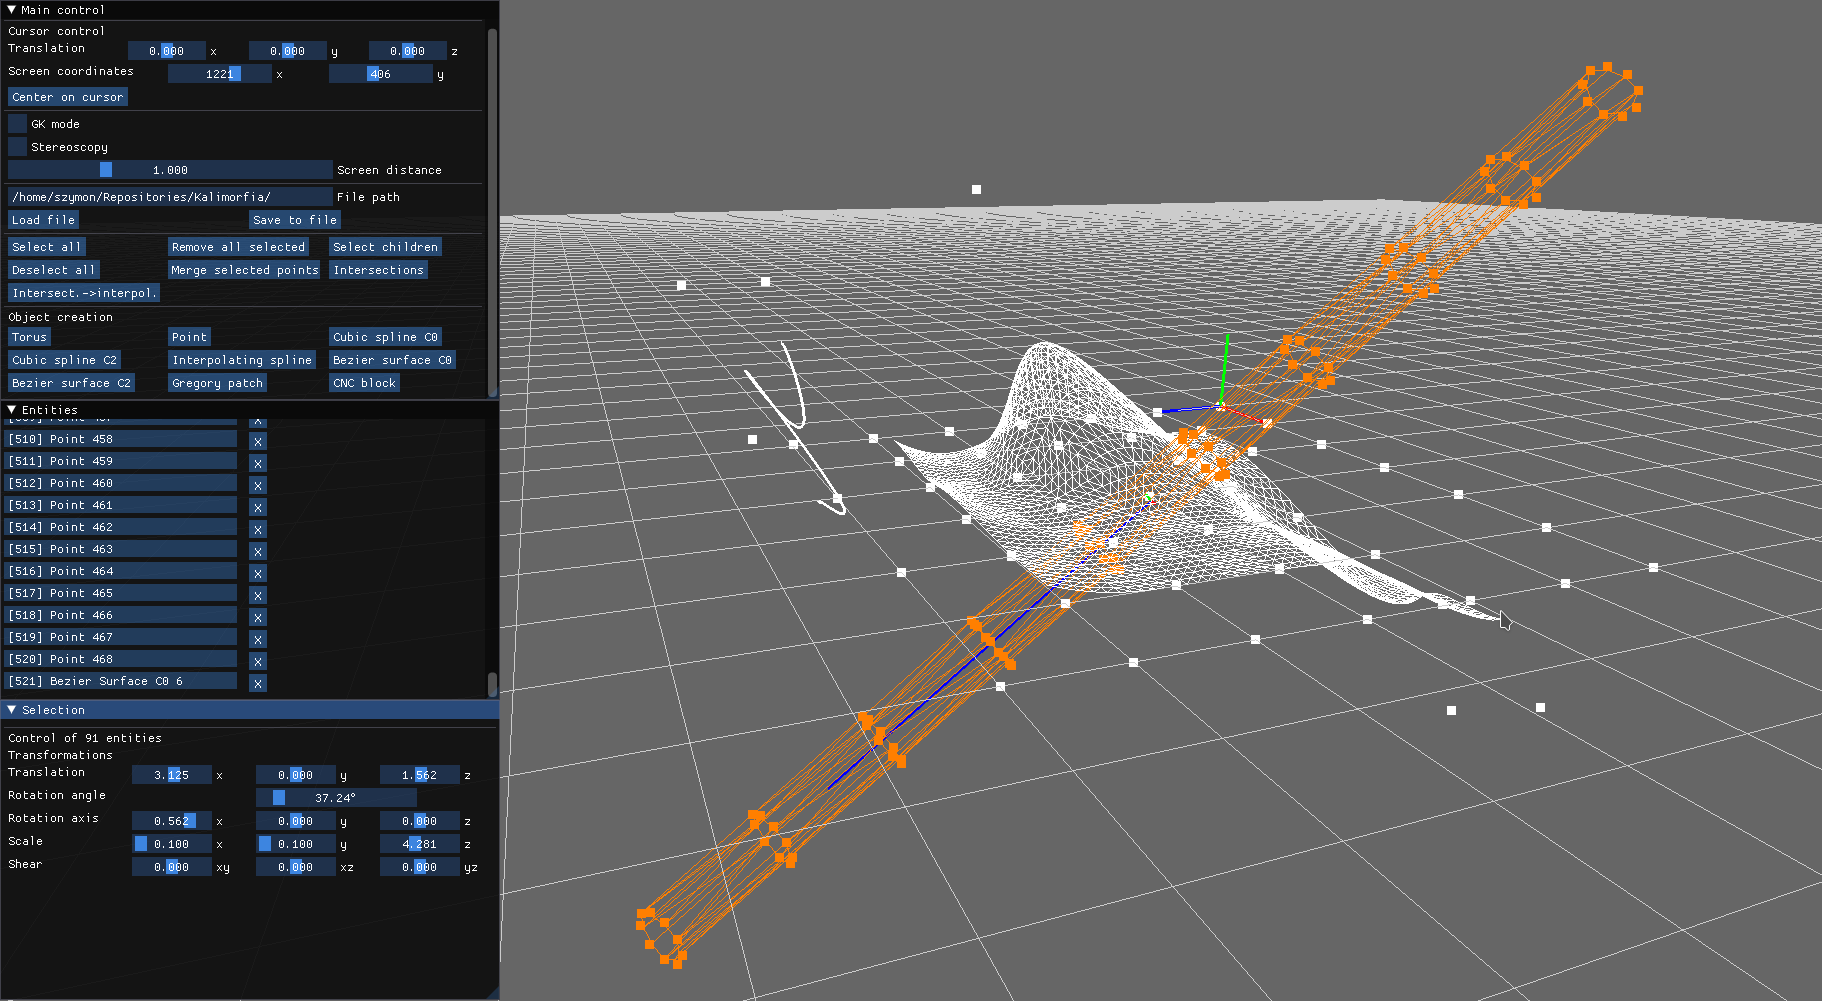 ▼ Main control
Cursor control
Translation 0.000 x 0.000 y 0.000 z
Screen coordinates 1221 x 406 y
Center on cursor
GK mode
Stereoscopy
1.000 Screen distance
/home/szymon/Repositories/Kalimorfia/ File path
Load file Save to file
Select all Remove all selected Select children
Deselect all Merge selected points Intersections
Intersect.->interpol.
Object creation
Torus Point Cubic spline C0
Cubic spline C2 Interpolating spline Bezier surface C0
Bezier surface C2 Gregory patch CNC block
▼ Entities
[510] Point 458 X
[511] Point 459 X
[512] Point 460 X
[513] Point 461 X
[514] Point 462 X
[515] Point 463 X
[516] Point 464 X
[517] Point 465 X
[518] Point 466 X
[519] Point 467 X
[520] Point 468 X
[521] Bezier Surface C0 6 X
▼ Selection
Control of 91 entities
Transformations
Translation 3.125 x 0.000 y 1.562 z
Rotation angle 37.24°
Rotation axis 0.562 x 0.000 y 0.000 z
Scale 0.100 x 0.100 y 4.281 z
Shear 0.000 xy 0.000 xz 0.000 yz